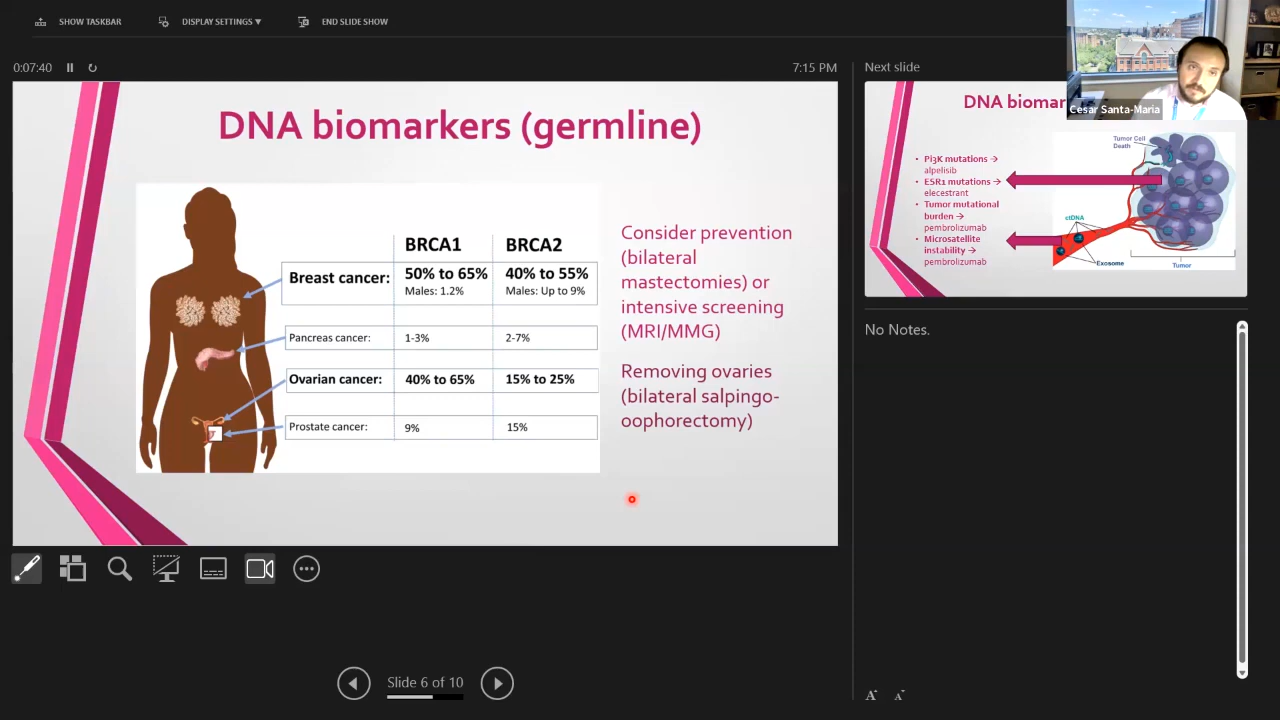 SHOW TASKBAR
DISPLAY SETTINGS ▼
END SLIDE SHOW
0:07:40
7:15 PM
DNA biomarkers (germline)
BRCA1
BRCA2
Breast cancer:
50% to 65%
40% to 55%
Males: 1.2%
Males: Up to 9%
Pancreas cancer:
1-3%
2-7%
Ovarian cancer:
40% to 65%
15% to 25%
Prostate cancer:
9%
15%
Consider prevention
(bilateral
mastectomies) or
intensive screening
(MRI/MMG)
Removing ovaries
(bilateral salpingo-
oophorectomy)
Slide 6 of 10
Next slide
DNA biomar
Cesar Santa-Maria
• Pi3K mutations →
alpelisib
• ESR1 mutations →
elecestrant
• Tumor mutational
burden →
pembrolizumab
• Microsatellite
instability →
pembrolizumab
Tumor Cell
Death
ctDNA
Exosome
Tumor
No Notes.
A
A